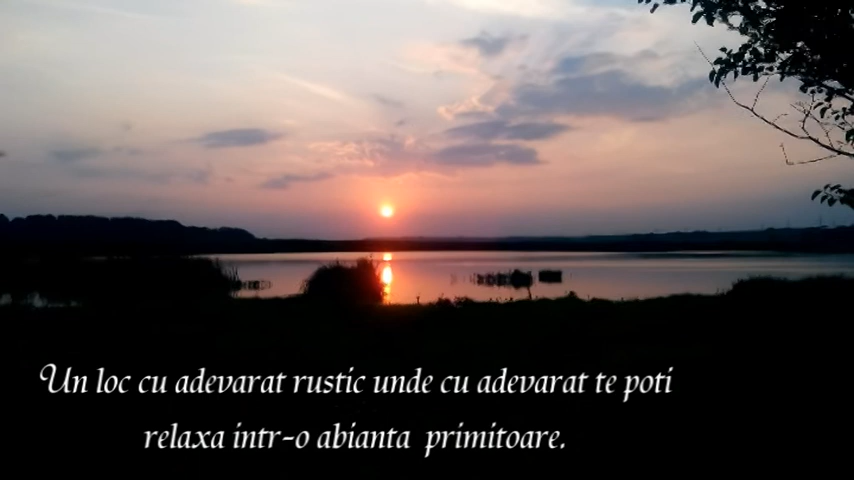 Un loc cu adevarat rustic unde cu adevarat te poti
relaxa intr-o abianta primitoare.